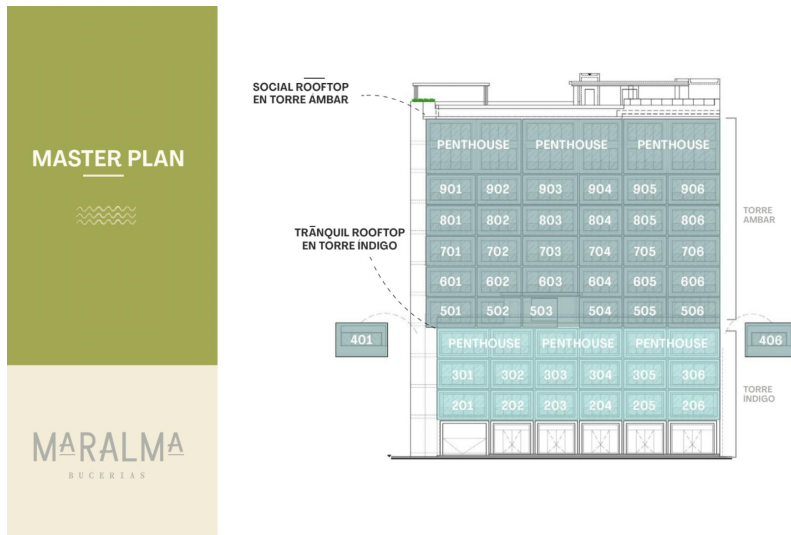 MASTER PLAN
MARALMA
BUCERIAS
SOCIAL ROOFTOP
EN TORRE ÁMBAR
TRANQUIL ROOFTOP
EN TORRE ÍNDIGO
PENTHOUSE PENTHOUSE PENTHOUSE
901 902 903 904 905 906
801 802 803 804 805 806
701 702 703 704 705 706
601 602 603 604 605 606
501 502 503 504 505 506
TORRE
AMBAR
401
PENTHOUSE PENTHOUSE PENTHOUSE
406
301 302 303 304 305 306
201 202 203 204 205 206
TORRE
ÍNDIGO